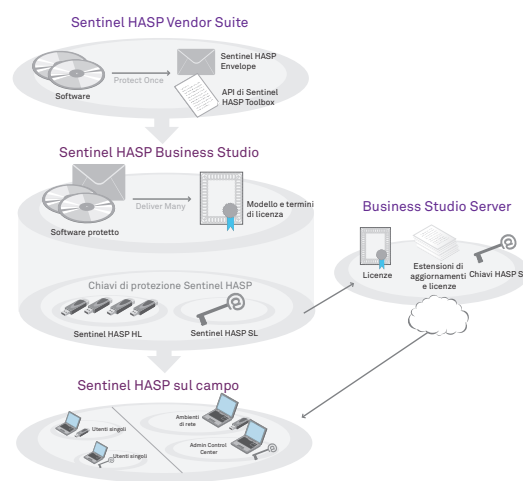 Sentinel HASP Vendor Suite
Sentinel HASP
Envelope
Protect Once
Software
API di Sentinel
HASP Toolbox
Sentinel HASP Business Studio
Deliver Many
Modello e termini
di licenza
Software protetto
Business Studio Server
Licenze
Estensioni di
aggiornamenti
e licenze
Chiavi HASP S
Chiavi di protezione Sentinel HASP
Sentinel HASP HL
Sentinel HASP SL
Sentinel HASP sul campo
Utenti singoli
Ambienti
di rete
Utenti singoli
Admin Control
Center